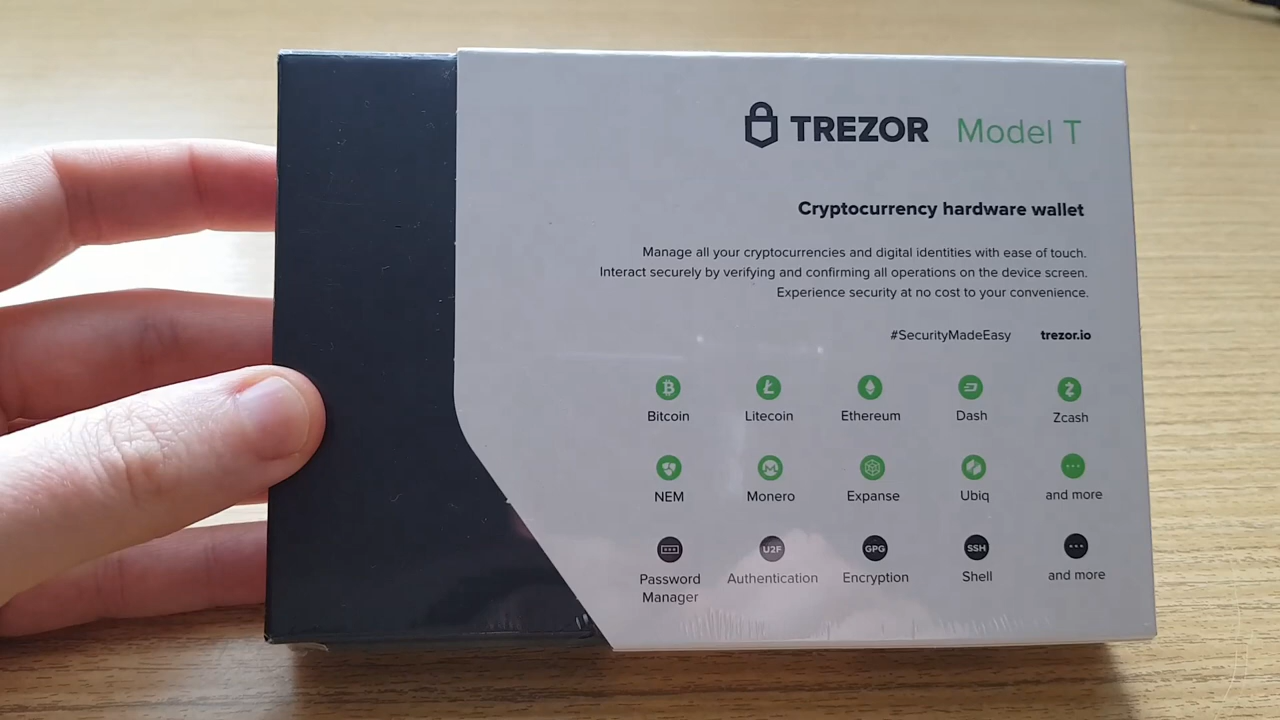 TREZOR Model T
Cryptocurrency hardware wallet
Manage all your cryptocurrencies and digital identities with ease of touch.
Interact securely by verifying and confirming all operations on the device screen.
Experience security at no cost to your convenience.
#SecurityMadeEasy trezor.io
Bitcoin Litecoin Ethereum Dash Zcash
NEM Monero Expanse Ubiq and more
U2F GPG SSH
Password Authentication Encryption Shell and more
Manager